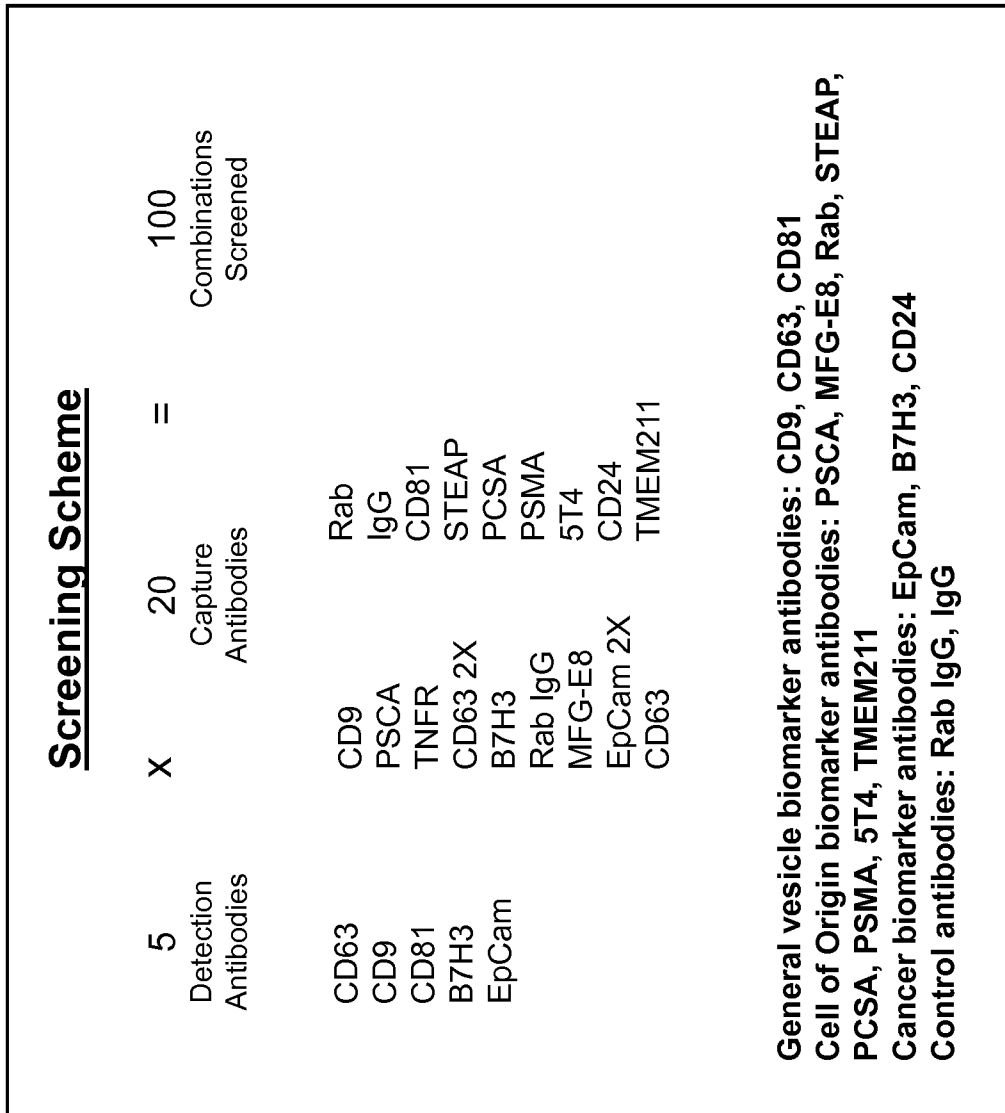 Screening Scheme
5 X 20 = 100
Detection Antibodies
Capture Antibodies
Combinations Screened
CD63
CD9
CD81
B7H3
EpCam
CD9
PSCA
TNFR
CD63 2X
B7H3
Rab IgG
MFG-E8
EpCam 2X
CD63
Rab
IgG
CD81
STEAP
PCSA
PSMA
5T4
CD24
TMEM211
General vesicle biomarker antibodies: CD9, CD63, CD81
Cell of Origin biomarker antibodies: PSCA, MFG-E8, Rab, STEAP,
PCSA, PSMA, 5T4, TMEM211
Cancer biomarker antibodies: EpCam, B7H3, CD24
Control antibodies: Rab IgG, IgG